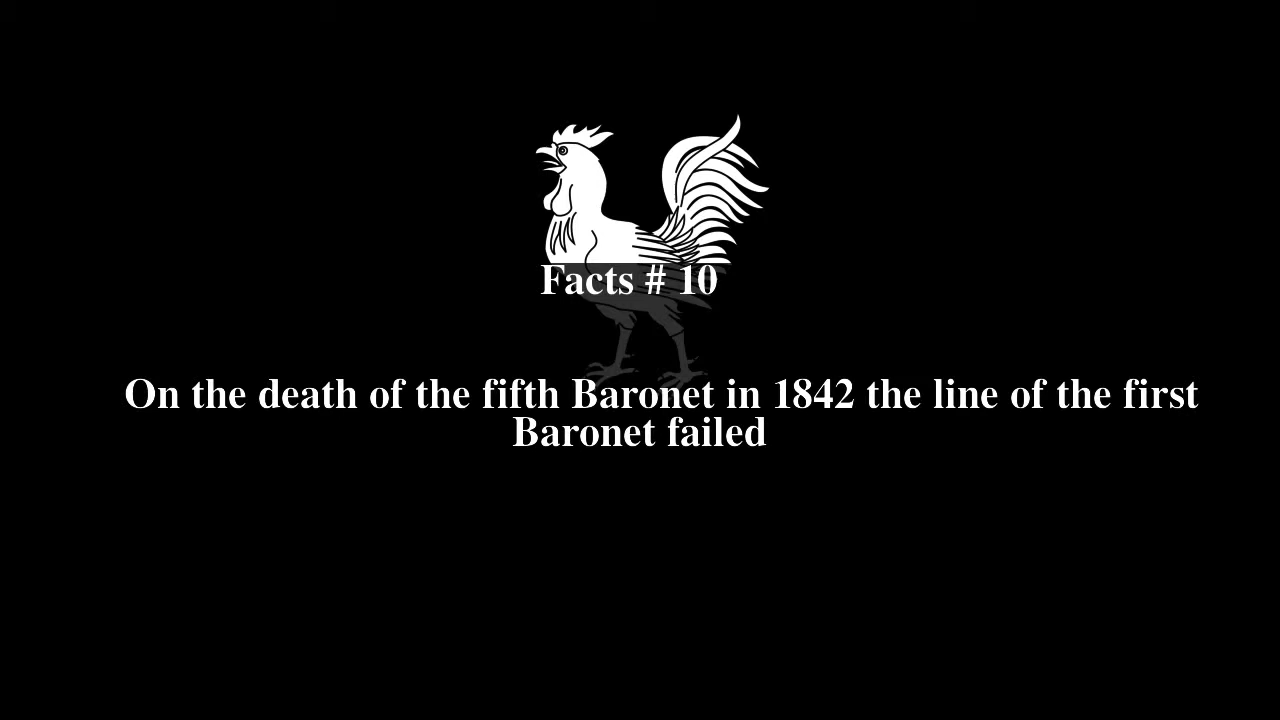 Facts # 10
On the death of the fifth Baronet in 1842 the line of the first
Baronet failed